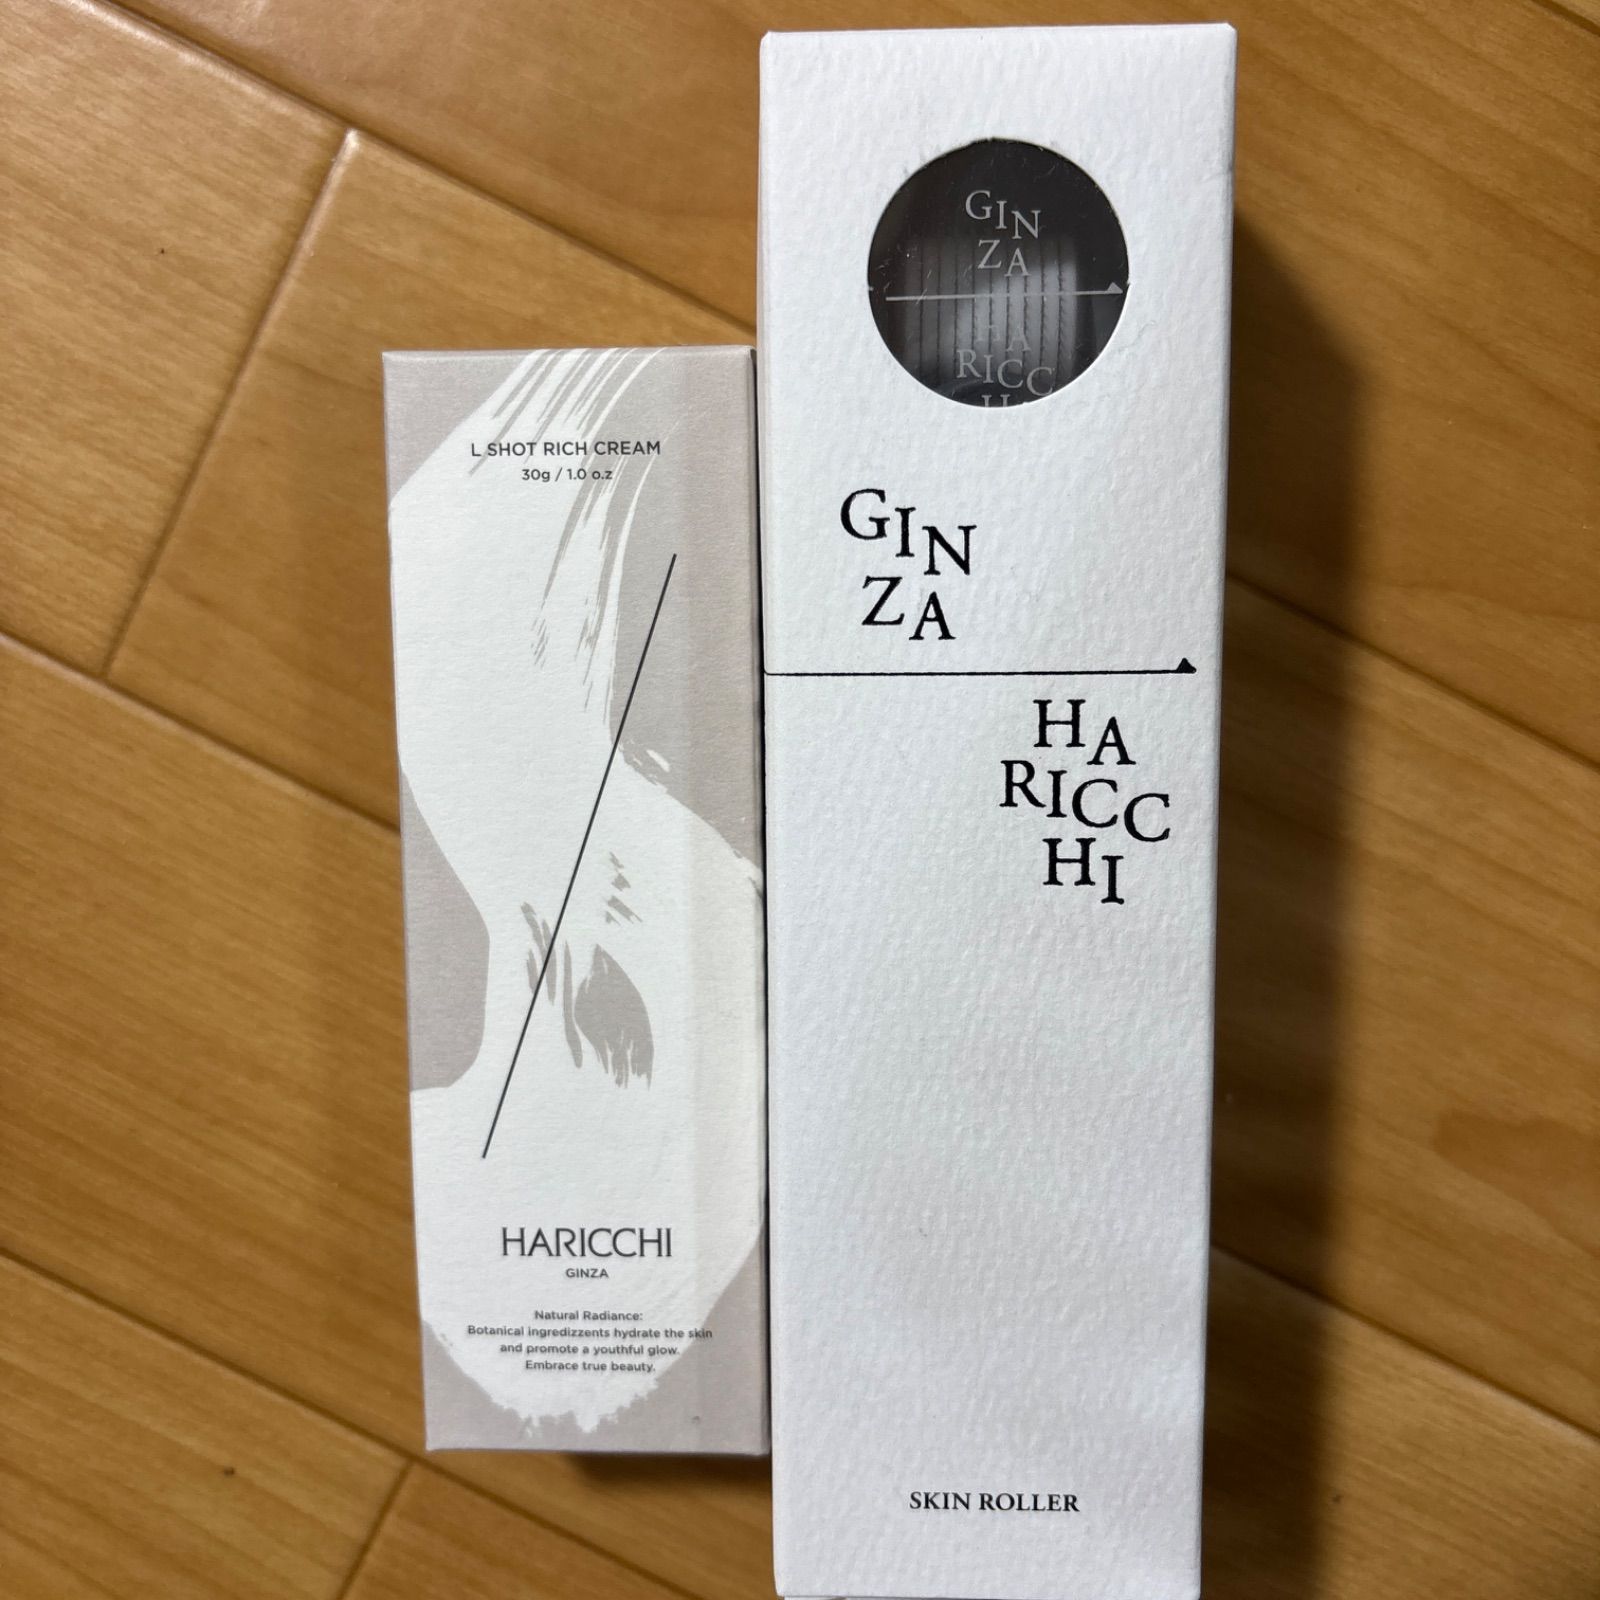 L SHOT RICH CREAM
30g / 1.0 o.z
HARICCHI
GINZA
Natural Radiance:
Botanical ingredizzents hydrate the skin
and promote a youthful glow.
Embrace true beauty.
GIN
ZA
HA
RICC
GIN
ZA
HA
RICC
HI
SKIN ROLLER